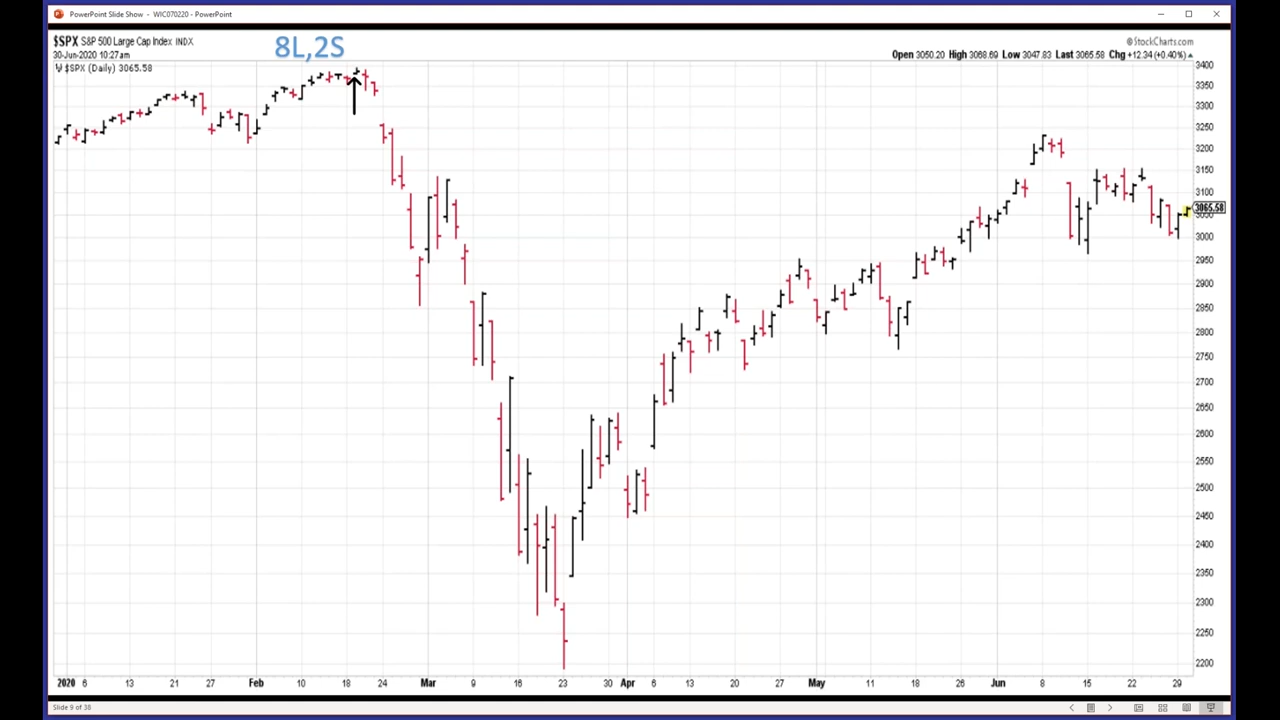 PowerPoint Slide Show - WIC070220 - PowerPoint
$SPX S&P 500 Large Cap Index INDX
8L,2S
© StockCharts.com
30-Jun-2020 10:27am
Open 3050.20 High 3068.69 Low 3047.83 Last 3065.58 Chg +12.34 (+0.40%)
$SPX (Daily) 3065.58
3400
3350
3300
3250
3200
3150
3100
3065.58
3050
3000
2950
2900
2850
2800
2750
2700
2650
2600
2550
2500
2450
2400
2350
2300
2250
2200
2020 6 13 21 27 Feb 10 18 24 Mar 9 16 23 30 Apr 6 13 20 27 May 11 18 26 Jun 8 15 22 29
Slide 9 of 38